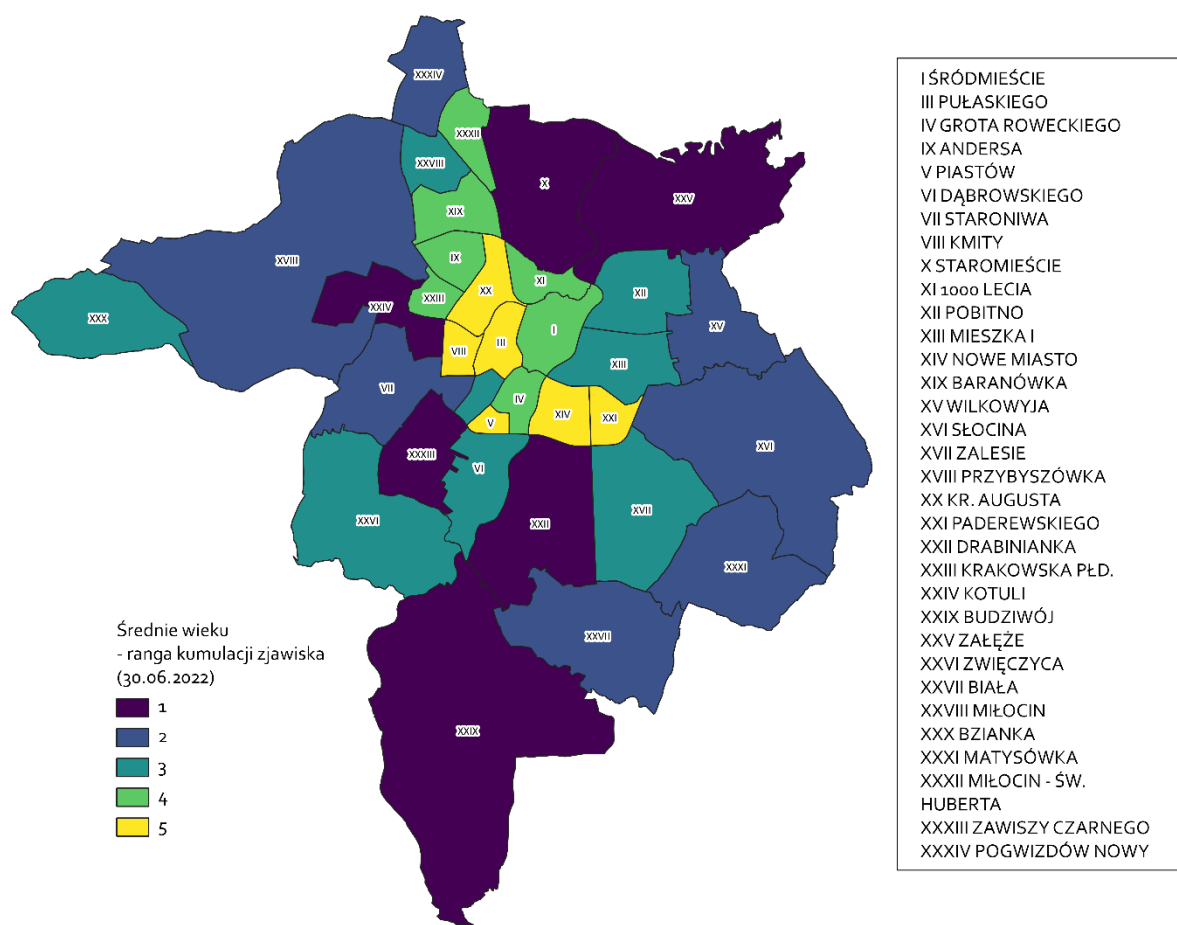 XXXIV
XXXII
XXVIII
X
XXV
XIX
IX
XVIII
XI
XX
XII
XXIII
XXIV
XXX
I
XV
III
VIII
XIII
VII
IV
XIV
XXI
V
XVI
XXXIII
VI
XVII
XXVI
XXII
XXXI
XXVII
XXIX
Średnie wieku
- ranga kumulacji zjawiska
(30.06.2022)
1
2
3
4
5
I ŚRÓDMIEŚCIE
III PUŁASKIEGO
IV GROTA ROWECKIEGO
IX ANDERSA
V PIASTÓW
VI DĄBROWSKIEGO
VII STARONIWA
VIII KMITY
X STAROMIEŚCIE
XI 1000 LECIA
XII POBITNO
XIII MIESZKA I
XIV NOWE MIASTO
XIX BARANÓWKA
XV WILKOWYJA
XVI SŁOCINA
XVII ZALESIE
XVIII PRZYBYSZÓWKA
XX KR. AUGUSTA
XXI PADEREWSKIEGO
XXII DRABINIANKA
XXIII KRAKOWSKA PŁD.
XXIV KOTULI
XXIX BUDZIWÓJ
XXV ZAŁĘŻE
XXVI ZWIĘCZYCA
XXVII BIAŁA
XXVIII MIŁOCIN
XXX BZIANKA
XXXI MATYSÓWKA
XXXII MIŁOCIN - ŚW.
HUBERTA
XXXIII ZAWISZY CZARNEGO
XXXIV POGWIZDÓW NOWY